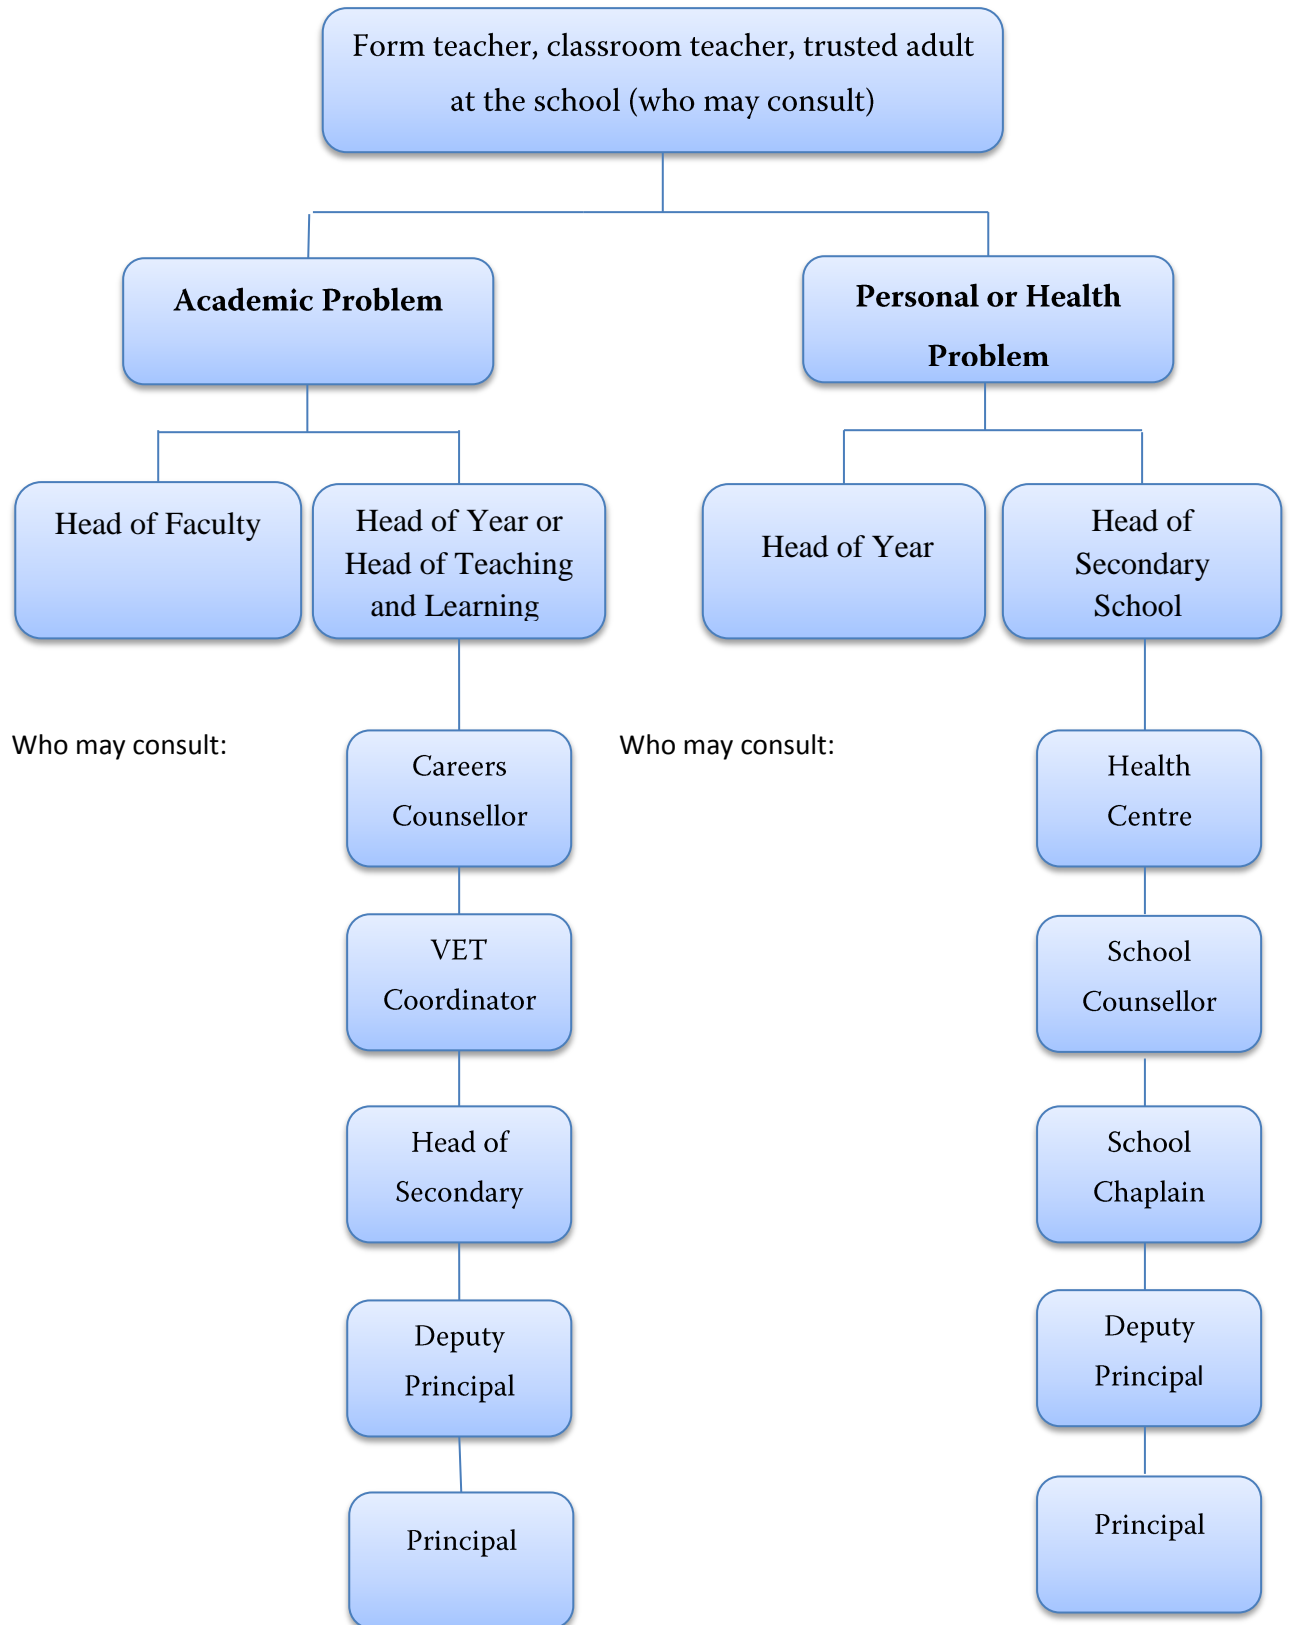 Form teacher, classroom teacher, trusted adult
at the school (who may consult)
Academic Problem
Personal or Health
Problem
Head of Faculty
Head of Year or
Head of Teaching
and Learning
Head of Year
Head of
Secondary
School
Who may consult:
Careers
Counsellor
VET
Coordinator
Head of
Secondary
Deputy
Principal
Principal
Who may consult:
Health
Centre
School
Counsellor
School
Chaplain
Deputy
Principal
Principal